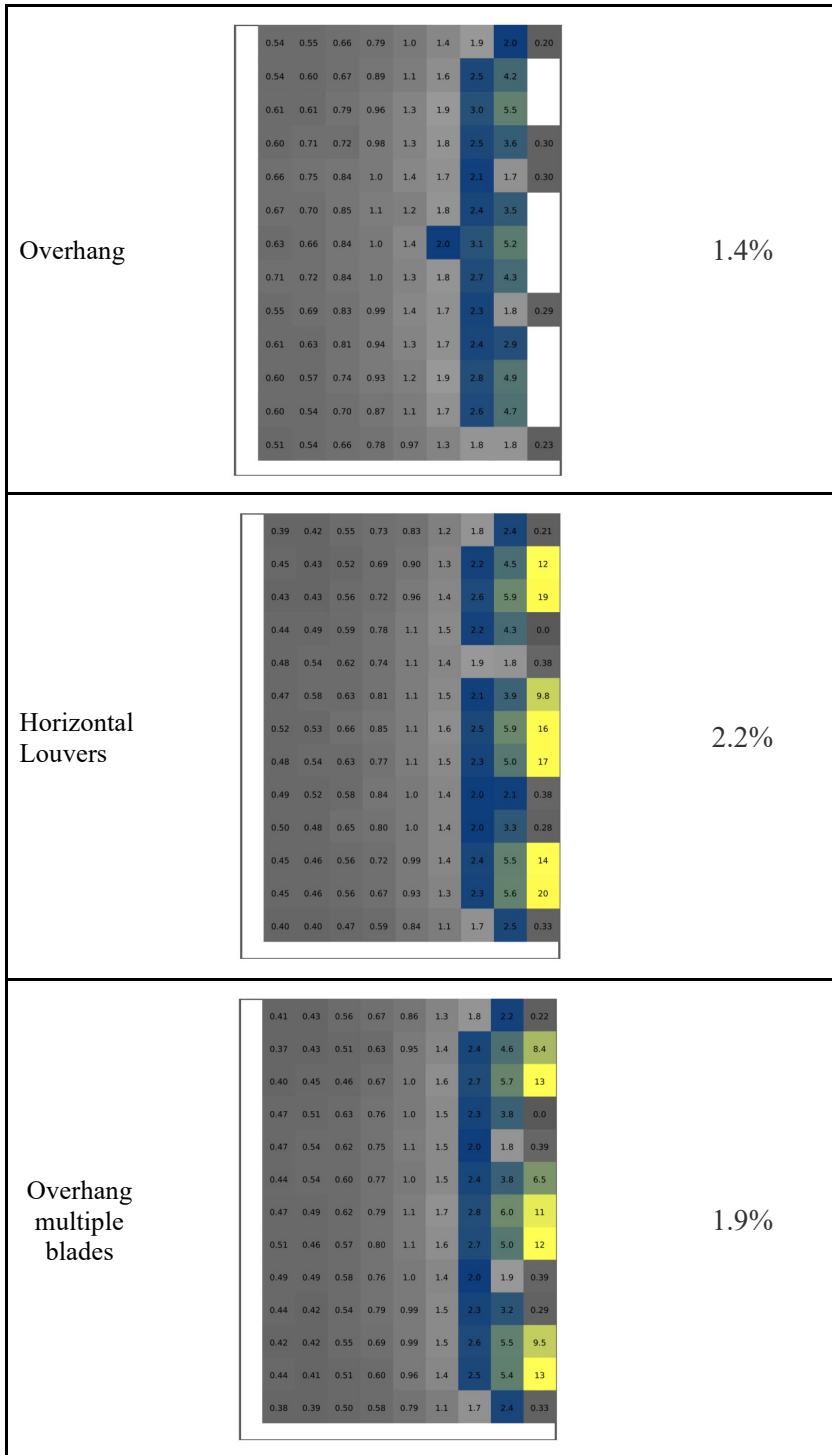 0.54 0.55 0.66 0.79 1.0 1.4 1.9 2.0 0.20
0.54 0.60 0.67 0.89 1.1 1.6 2.5 4.2
0.61 0.61 0.79 0.96 1.3 1.9 3.0 5.5
0.60 0.71 0.72 0.98 1.3 1.8 2.5 3.6 0.30
0.66 0.75 0.84 1.0 1.4 1.7 2.1 1.7 0.30
0.67 0.70 0.85 1.1 1.2 1.8 2.4 3.5
Overhang 0.63 0.66 0.84 1.0 1.4 2.0 3.1 5.2 1.4%
0.71 0.72 0.84 1.0 1.3 1.8 2.7 4.3
0.55 0.69 0.83 0.99 1.4 1.7 2.3 1.8 0.29
0.61 0.63 0.81 0.94 1.3 1.7 2.4 2.9
0.60 0.57 0.74 0.93 1.2 1.9 2.8 4.9
0.60 0.54 0.70 0.87 1.1 1.7 2.6 4.7
0.51 0.54 0.66 0.78 0.97 1.3 1.8 1.8 0.23
0.39 0.42 0.55 0.73 0.83 1.2 1.8 2.4 0.21
0.45 0.43 0.52 0.69 0.90 1.3 2.2 4.5 12
0.43 0.43 0.56 0.72 0.96 1.4 2.6 5.9 19
0.44 0.49 0.59 0.78 1.1 1.5 2.2 4.3 0.0
0.48 0.54 0.62 0.74 1.1 1.4 1.9 1.8 0.38
0.47 0.58 0.63 0.81 1.1 1.5 2.1 3.9 9.8
Horizontal 0.52 0.53 0.66 0.85 1.1 1.6 2.5 5.9 16 2.2%
Louvers 0.48 0.54 0.63 0.77 1.1 1.5 2.3 5.0 17
0.49 0.52 0.58 0.84 1.0 1.4 2.0 2.1 0.38
0.50 0.48 0.65 0.80 1.0 1.4 2.0 3.3 0.28
0.45 0.46 0.56 0.72 0.99 1.4 2.4 5.5 14
0.45 0.46 0.56 0.67 0.93 1.3 2.3 5.6 20
0.40 0.40 0.47 0.59 0.84 1.1 1.7 2.5 0.33
0.41 0.43 0.56 0.67 0.86 1.3 1.8 2.2 0.22
0.37 0.43 0.51 0.63 0.95 1.4 2.4 4.6 8.4
0.40 0.45 0.46 0.67 1.0 1.6 2.7 5.7 13
0.47 0.51 0.63 0.76 1.0 1.5 2.3 3.8 0.0
0.47 0.54 0.62 0.75 1.1 1.5 2.0 1.8 0.39
Overhang 0.44 0.54 0.60 0.77 1.0 1.5 2.4 3.8 6.5
multiple 0.47 0.49 0.62 0.79 1.1 1.7 2.8 6.0 11 1.9%
blades 0.51 0.46 0.57 0.80 1.1 1.6 2.7 5.0 12
0.49 0.49 0.58 0.76 1.0 1.4 2.0 1.9 0.39
0.44 0.42 0.54 0.79 0.99 1.5 2.3 3.2 0.29
0.42 0.42 0.55 0.69 0.99 1.5 2.6 5.5 9.5
0.44 0.41 0.51 0.60 0.96 1.4 2.5 5.4 13
0.38 0.39 0.50 0.58 0.79 1.1 1.7 2.4 0.33